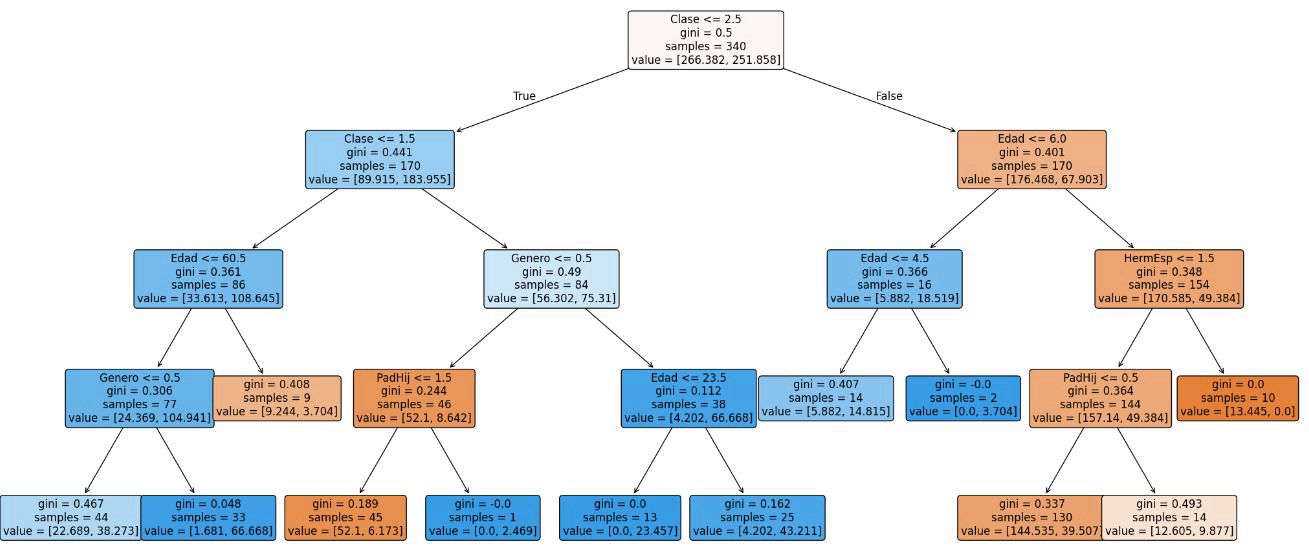 Clase <= 2.5
gini = 0.5
samples = 340
value = [266.382, 251.858]
True
False
Clase <= 1.5
gini = 0.441
samples = 170
value = [89.915, 183.955]
Edad <= 6.0
gini = 0.401
samples = 170
value = [176.468, 67.903]
Edad <= 60.5
gini = 0.361
samples = 86
value = [33.613, 108.645]
Genero <= 0.5
gini = 0.49
samples = 84
value = [56.302, 75.31]
Edad <= 4.5
gini = 0.366
samples = 16
value = [5.882, 18.519]
HermEsp <= 1.5
gini = 0.348
samples = 154
value = [170.585, 49.384]
Genero <= 0.5
gini = 0.306
samples = 77
value = [24.369, 104.941]
gini = 0.408
samples = 9
value = [9.244, 3.704]
PadHij <= 1.5
gini = 0.244
samples = 46
value = [52.1, 8.642]
Edad <= 23.5
gini = 0.112
samples = 38
value = [4.202, 66.668]
gini = 0.407
samples = 14
value = [5.882, 14.815]
gini = -0.0
samples = 2
value = [0.0, 3.704]
PadHij <= 0.5
gini = 0.364
samples = 144
value = [157.14, 49.384]
gini = 0.0
samples = 10
value = [13.445, 0.0]
gini = 0.467
samples = 44
value = [22.689, 38.273]
gini = 0.048
samples = 33
value = [1.681, 66.668]
gini = 0.189
samples = 45
value = [52.1, 6.173]
gini = -0.0
samples = 1
value = [0.0, 2.469]
gini = 0.0
samples = 13
value = [0.0, 23.457]
gini = 0.162
samples = 25
value = [4.202, 43.211]
gini = 0.337
samples = 130
value = [144.535, 39.507]
gini = 0.493
samples = 14
value = [12.605, 9.877]